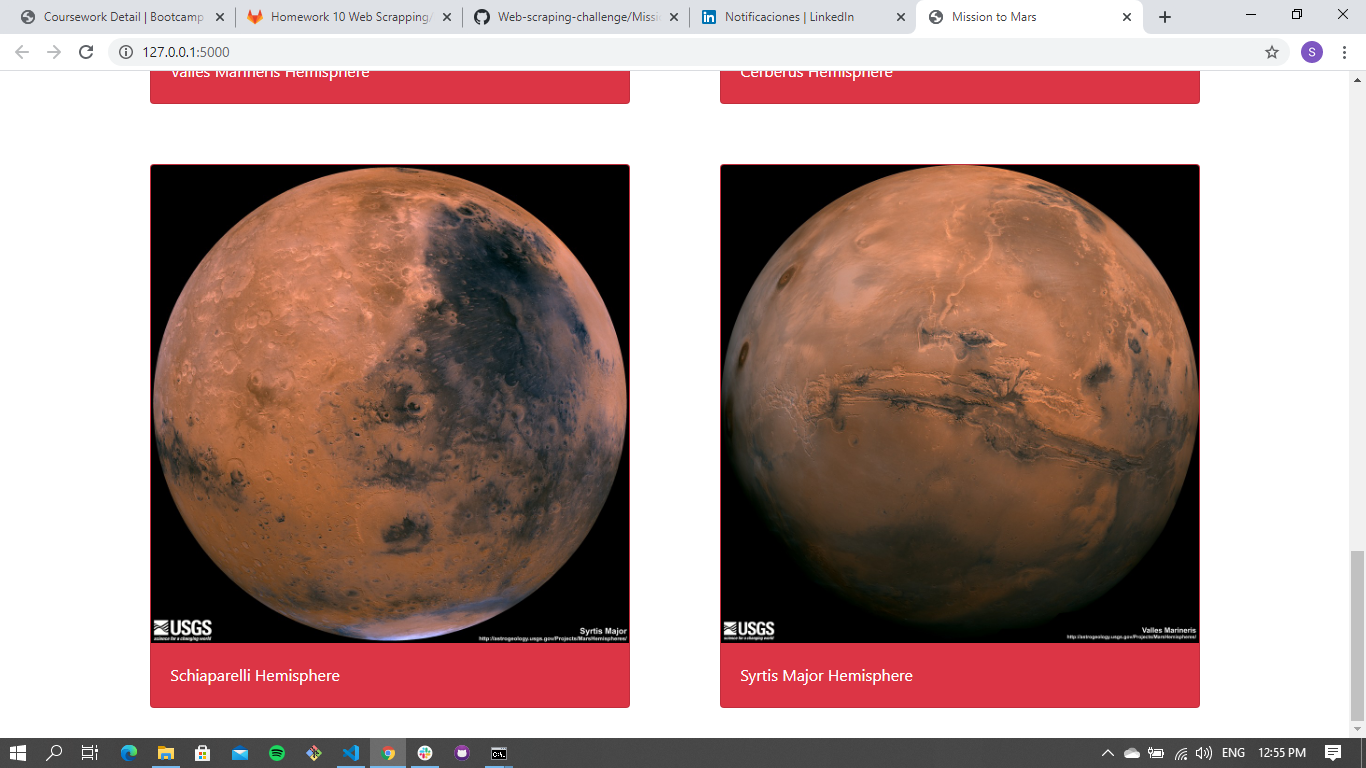 Coursework Detail | Bootcamp
Homework 10 Web Scrapping/
Web-scraping-challenge/Missi
Notificaciones | LinkedIn
Mission to Mars
127.0.0.1:5000
S
Valles Marineris Hemisphere
Cerberus Hemisphere
USGS
science for a changing world
Syrtis Major
http://astrogeology.usgs.gov/Projects/MarsHemispheres/
Schiaparelli Hemisphere
USGS
science for a changing world
Valles Marineris
http://astrogeology.usgs.gov/Projects/MarsHemispheres/
Syrtis Major Hemisphere
ENG
12:55 PM